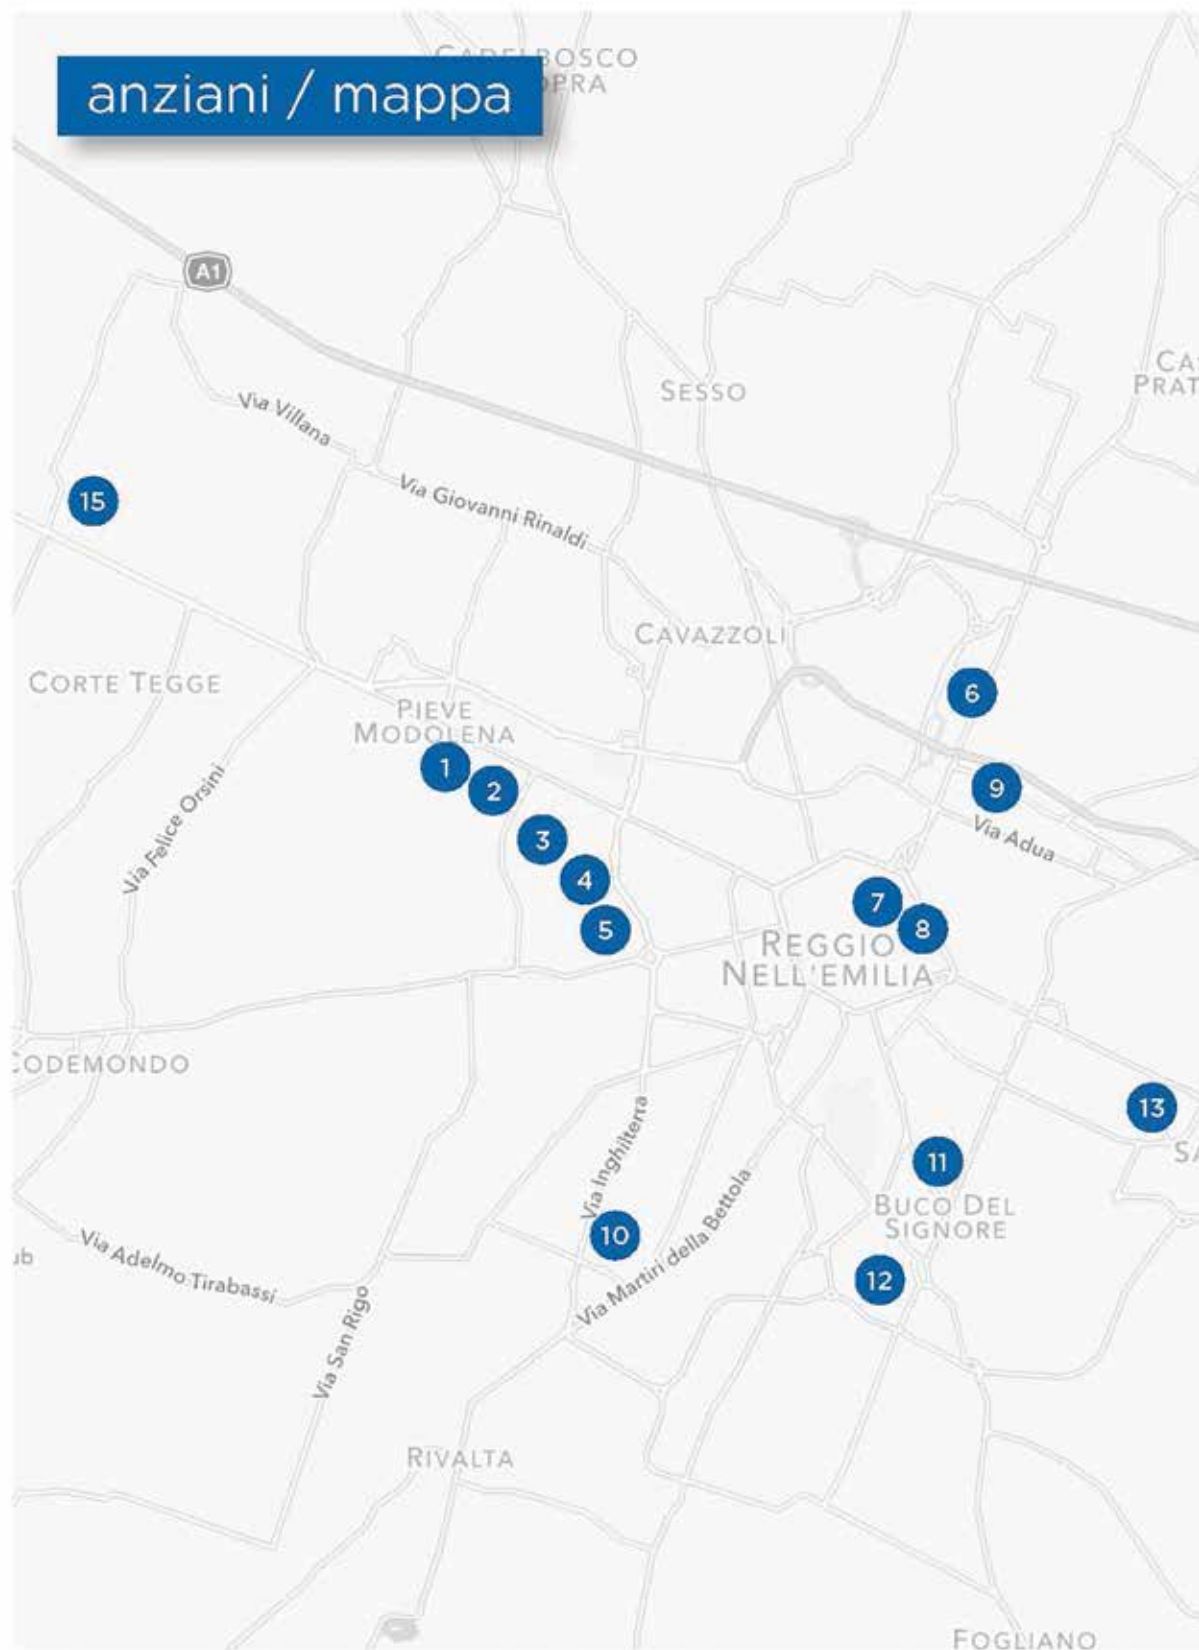 anziani / mappa
A1
SESSO
Via Villana
15
Via Giovanni Rinaldi
CAVAZZOLI
CORTE TEGGE
6
PIEVE
MODOLENA
1
2
9
Via Felice Orsini
3
Via Adua
4
7
5
8
REGGIO
NELL'EMILIA
CODEMONDO
13
Via Inghilterra
11
BUCO DEL
SIGNORE
Via Martiri della Bettola
10
Via Adelmo Tirabassi
12
Via San Rigo
RIVALTA
FOGLIANO